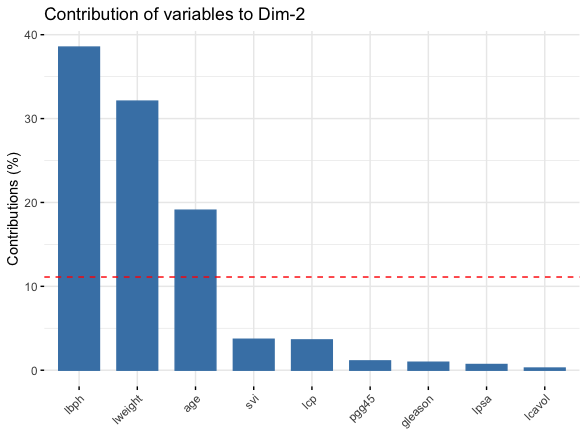 Contribution of variables to Dim-2
Contributions (%)
40
30
20
10
0
lbph
lweight
age
svi
lcp
pgg45
gleason
lpsa
lcavol